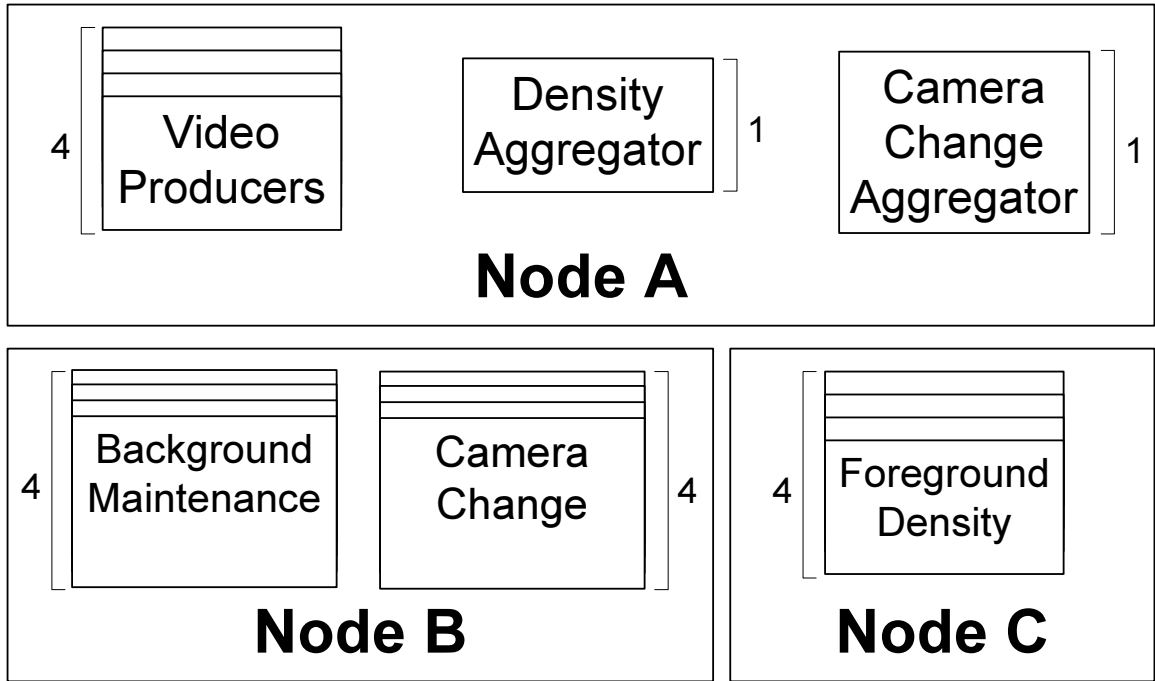 4
Video
Producers
Density
Aggregator
1
Camera
Change
Aggregator
1
Node A
4
Background
Maintenance
Camera
Change
4
Node B
4
Foreground
Density
Node C